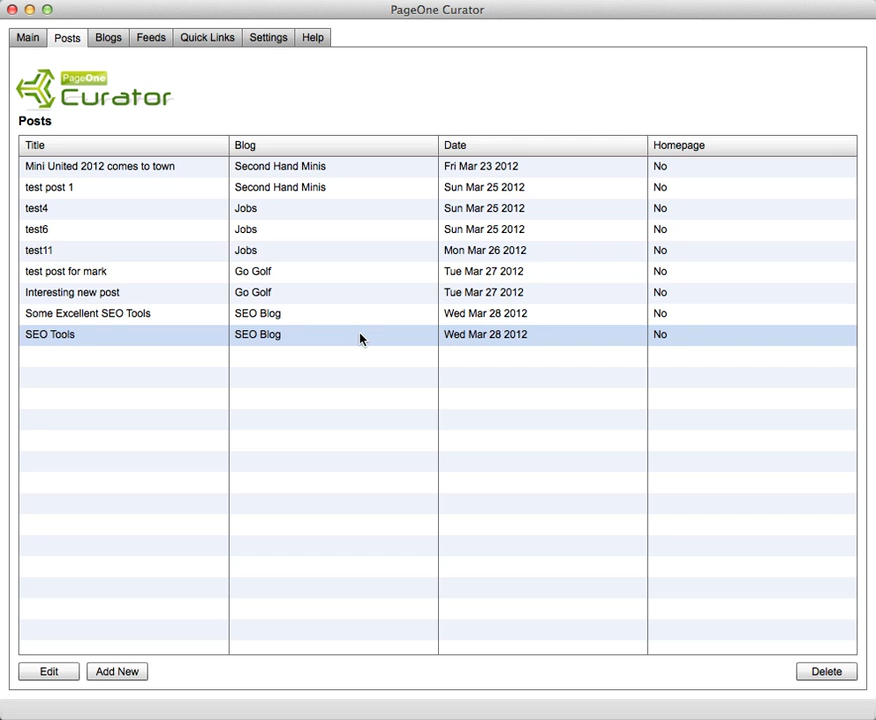 PageOne Curator
Main Posts Blogs Feeds Quick Links Settings Help
PageOne
Curator
Posts
Title Blog Date Homepage
Mini United 2012 comes to town Second Hand Minis Fri Mar 23 2012 No
test post 1 Second Hand Minis Sun Mar 25 2012 No
test4 Jobs Sun Mar 25 2012 No
test6 Jobs Sun Mar 25 2012 No
test11 Jobs Mon Mar 26 2012 No
test post for mark Go Golf Tue Mar 27 2012 No
Interesting new post Go Golf Tue Mar 27 2012 No
Some Excellent SEO Tools SEO Blog Wed Mar 28 2012 No
SEO Tools SEO Blog Wed Mar 28 2012 No
Edit Add New Delete